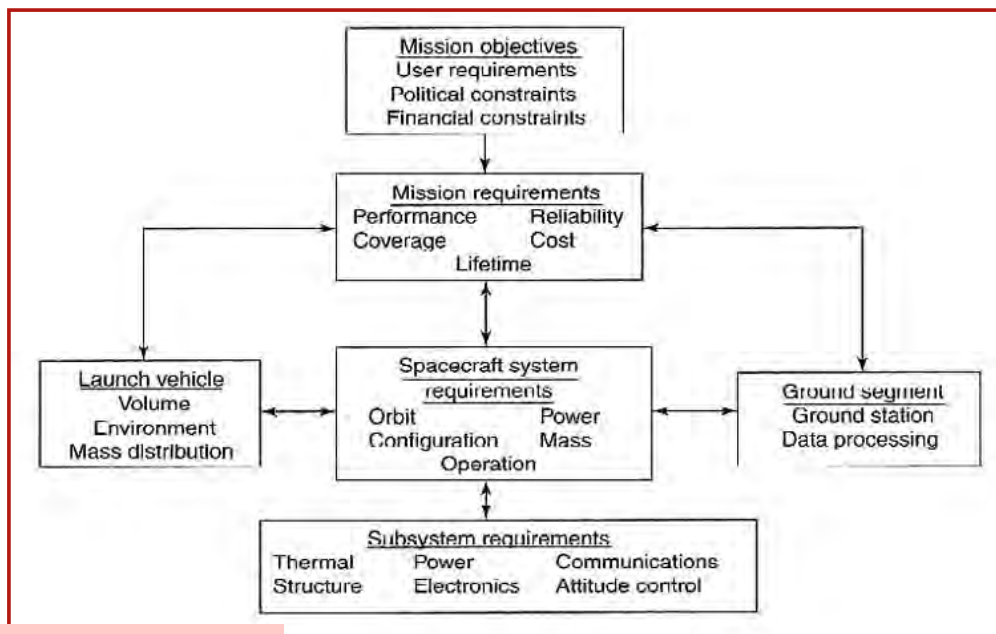 Mission objectives
User requirements
Political constraints
Financial constraints
Mission requirements
Performance Reliability
Coverage Cost
Lifetime
Launch vehicle
Volume
Environment
Mass distribution
Spacecraft system
requirements
Orbit Power
Configuration Mass
Operation
Ground segment
Ground station
Data processing
Subsystem requirements
Thermal Power Communications
Structure Electronics Attitude control